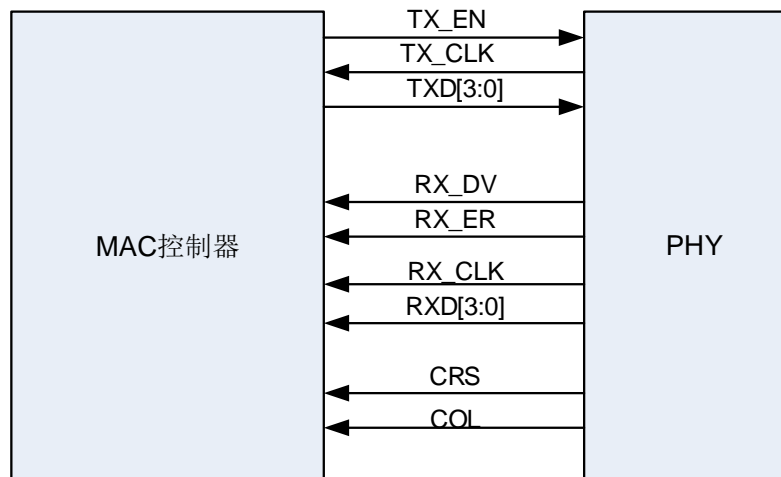 TX_EN
TX_CLK
TXD[3:0]
RX_DV
RX_ER
MAC控制器
PHY
RX_CLK
RXD[3:0]
CRS
COL